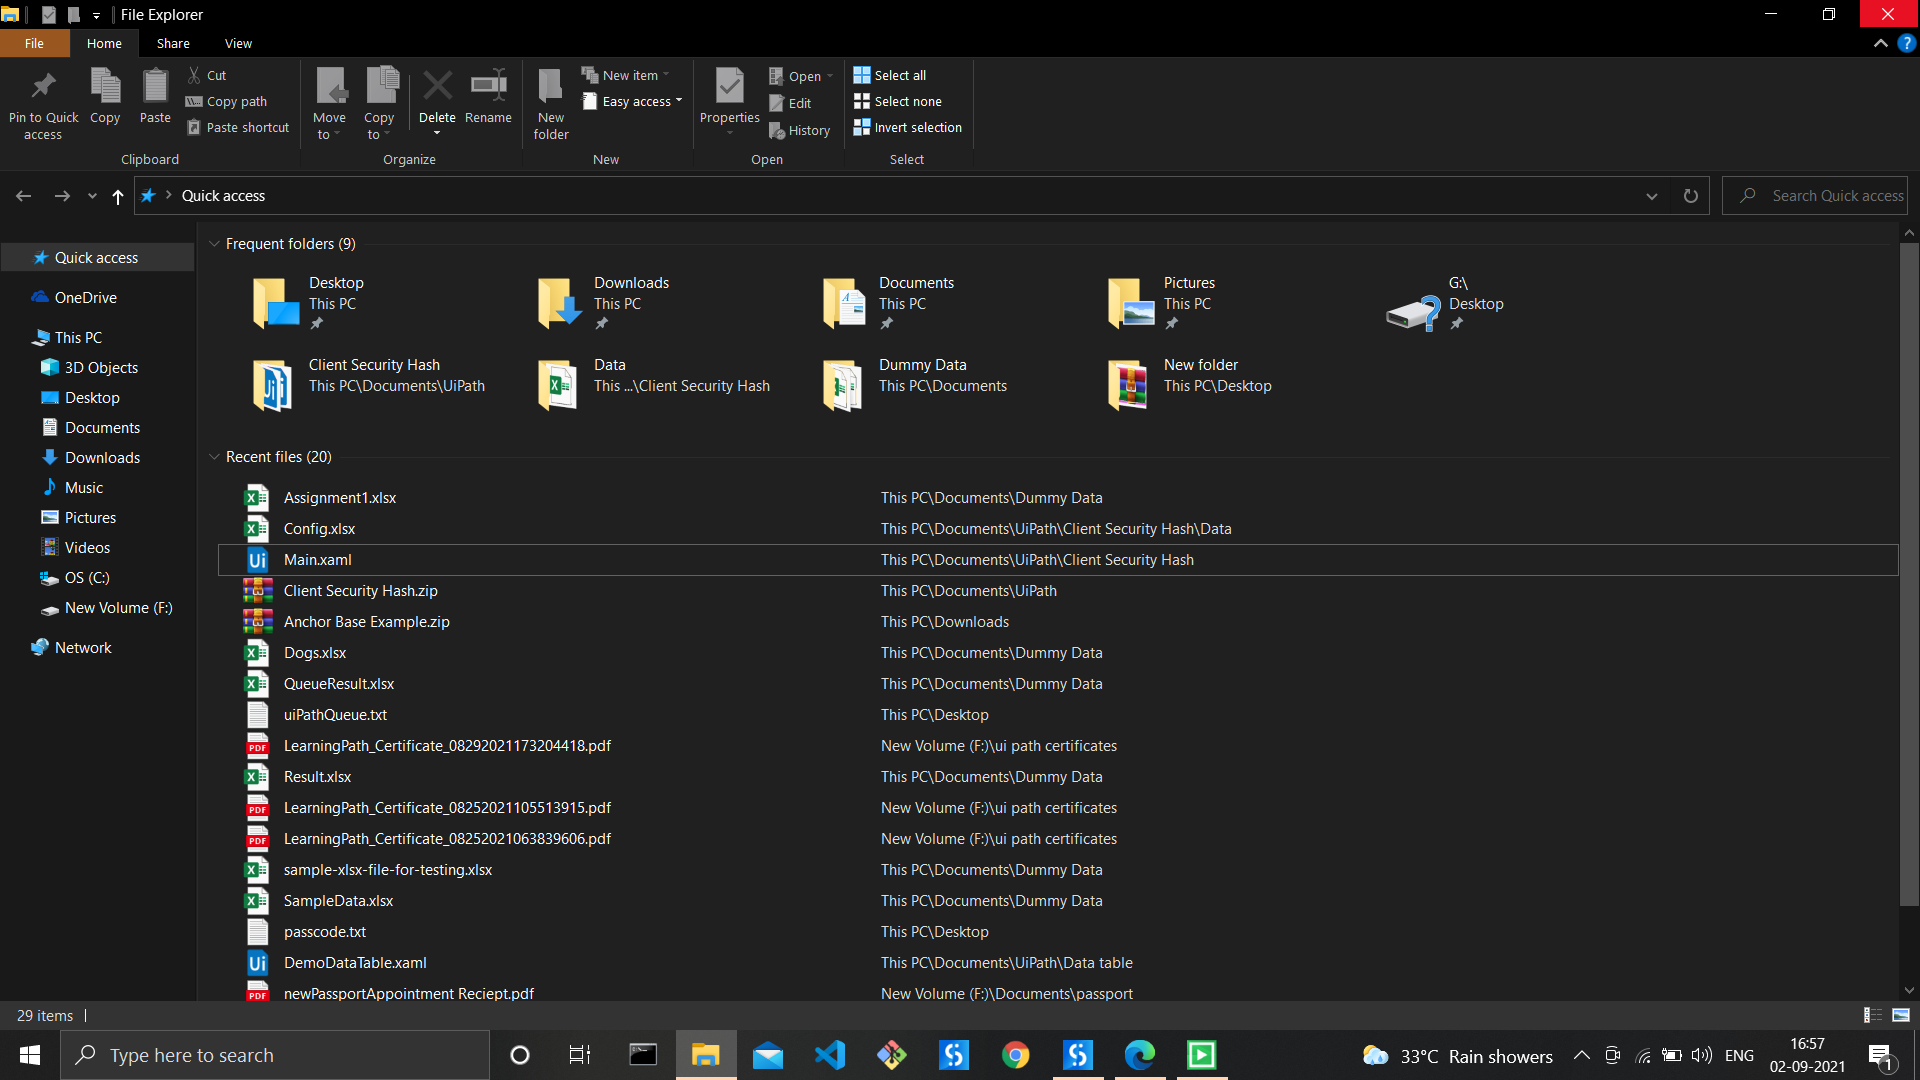 File Explorer
File Home Share View
Pin to Quick access
Copy
Paste
Cut
Copy path
Paste shortcut
Clipboard
Move to
Copy to
Delete
Rename
Organize
New folder
New item
Easy access
New
Properties
Open
Edit
History
Open
Select all
Select none
Invert selection
Select
Quick access
Search Quick access
Quick access
OneDrive
This PC
3D Objects
Desktop
Documents
Downloads
Music
Pictures
Videos
OS (C:)
New Volume (F:)
Network
Frequent folders (9)
Desktop
This PC
Downloads
This PC
Documents
This PC
Pictures
This PC
G:\
Desktop
Client Security Hash
This PC\Documents\UiPath
Data
This ...\Client Security Hash
Dummy Data
This PC\Documents
New folder
This PC\Desktop
Recent files (20)
Assignment1.xlsx This PC\Documents\Dummy Data
Config.xlsx This PC\Documents\UiPath\Client Security Hash\Data
Main.xaml This PC\Documents\UiPath\Client Security Hash
Client Security Hash.zip This PC\Documents\UiPath
Anchor Base Example.zip This PC\Downloads
Dogs.xlsx This PC\Documents\Dummy Data
QueueResult.xlsx This PC\Documents\Dummy Data
uiPathQueue.txt This PC\Desktop
LearningPath_Certificate_08292021173204418.pdf New Volume (F:)\ui path certificates
Result.xlsx This PC\Documents\Dummy Data
LearningPath_Certificate_08252021105513915.pdf New Volume (F:)\ui path certificates
LearningPath_Certificate_08252021063839606.pdf New Volume (F:)\ui path certificates
sample-xlsx-file-for-testing.xlsx This PC\Documents\Dummy Data
SampleData.xlsx This PC\Documents\Dummy Data
passcode.txt This PC\Desktop
DemoDataTable.xaml This PC\Documents\UiPath\Data table
newPassportAppointment Reciept.pdf New Volume (F:)\Documents\passport
29 items
Type here to search
33°C Rain showers
ENG
16:57
02-09-2021
1